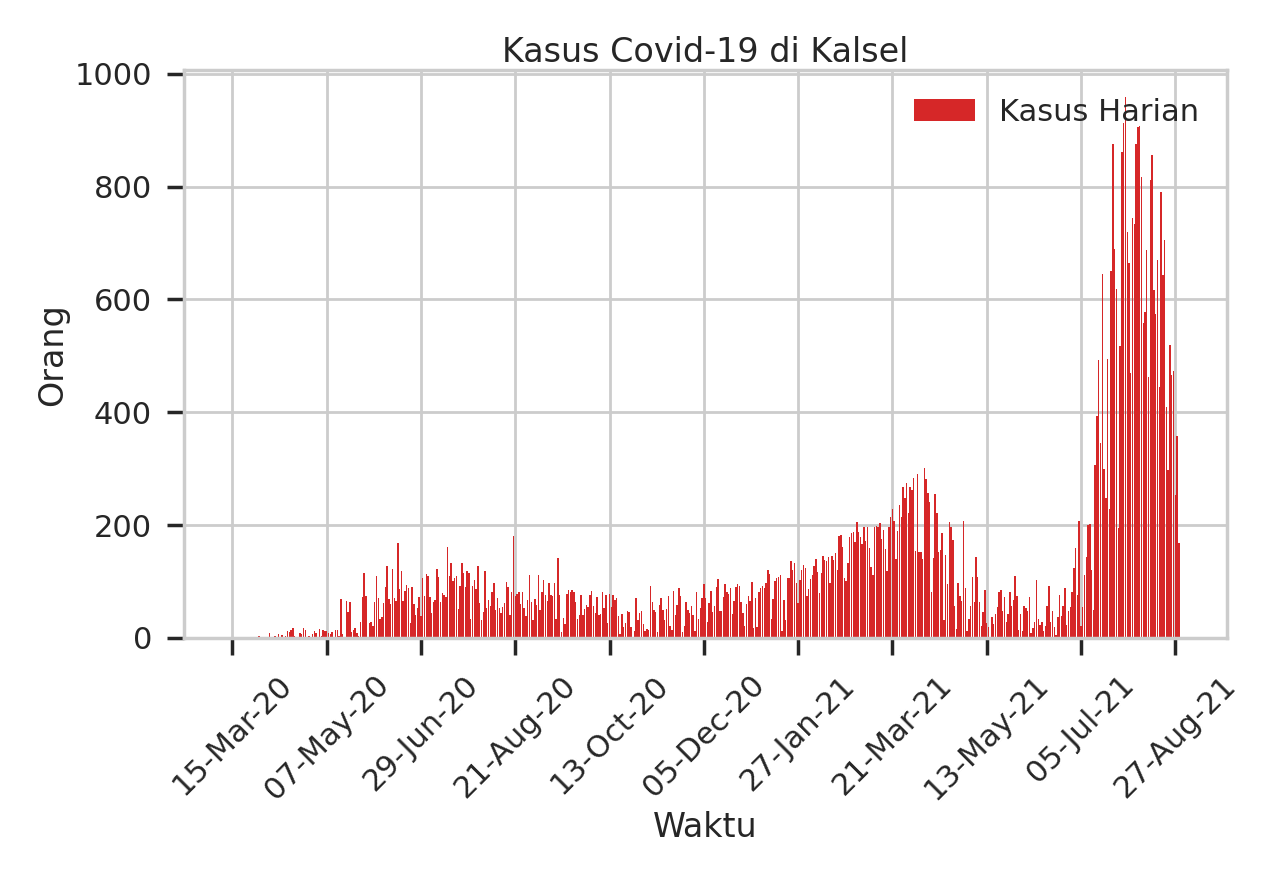 Kasus Covid-19 di Kalsel
Kasus Harian
Orang
1000
800
600
400
200
0
15-Mar-20
07-May-20
29-Jun-20
21-Aug-20
13-Oct-20
05-Dec-20
27-Jan-21
21-Mar-21
13-May-21
05-Jul-21
27-Aug-21
Waktu